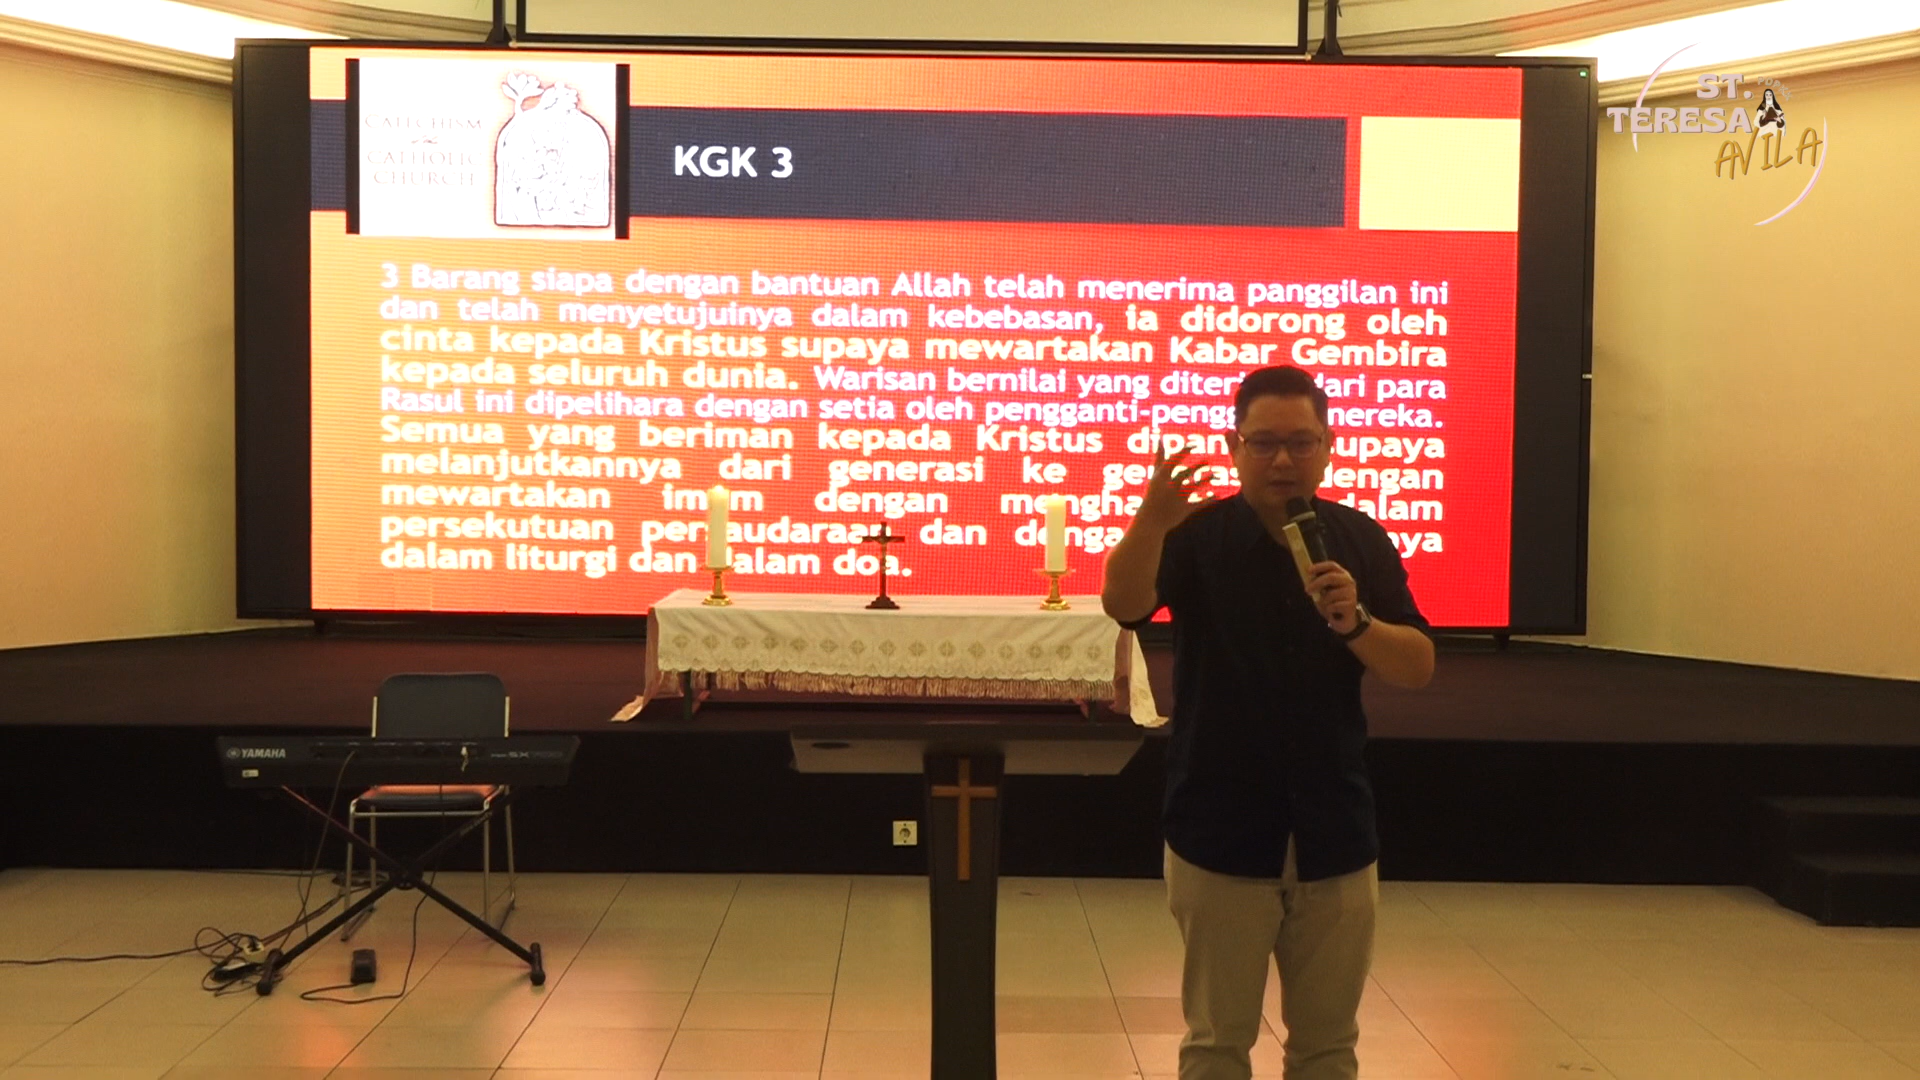 CATECHISM
CATHOLIC
CHURCH
KGK 3
ST.
TERESA
AVILA
3 Barang siapa dengan bantuan Allah telah menerima panggilan ini
dan telah menyetujuinya dalam kebebasan, ia didorong oleh
cinta kepada Kristus supaya mewartakan Kabar Gembira
kepada seluruh dunia. Warisan bernilai yang dari para
Rasul ini dipelihara dengan setia oleh mereka.
Semua yang beriman kepada Kristus supaya
melanjutkannya dari generasi ke dengan
mewartakan dengan dalam
persekutuan dan
dalam liturgi dan dalam doa.
YAMAHA